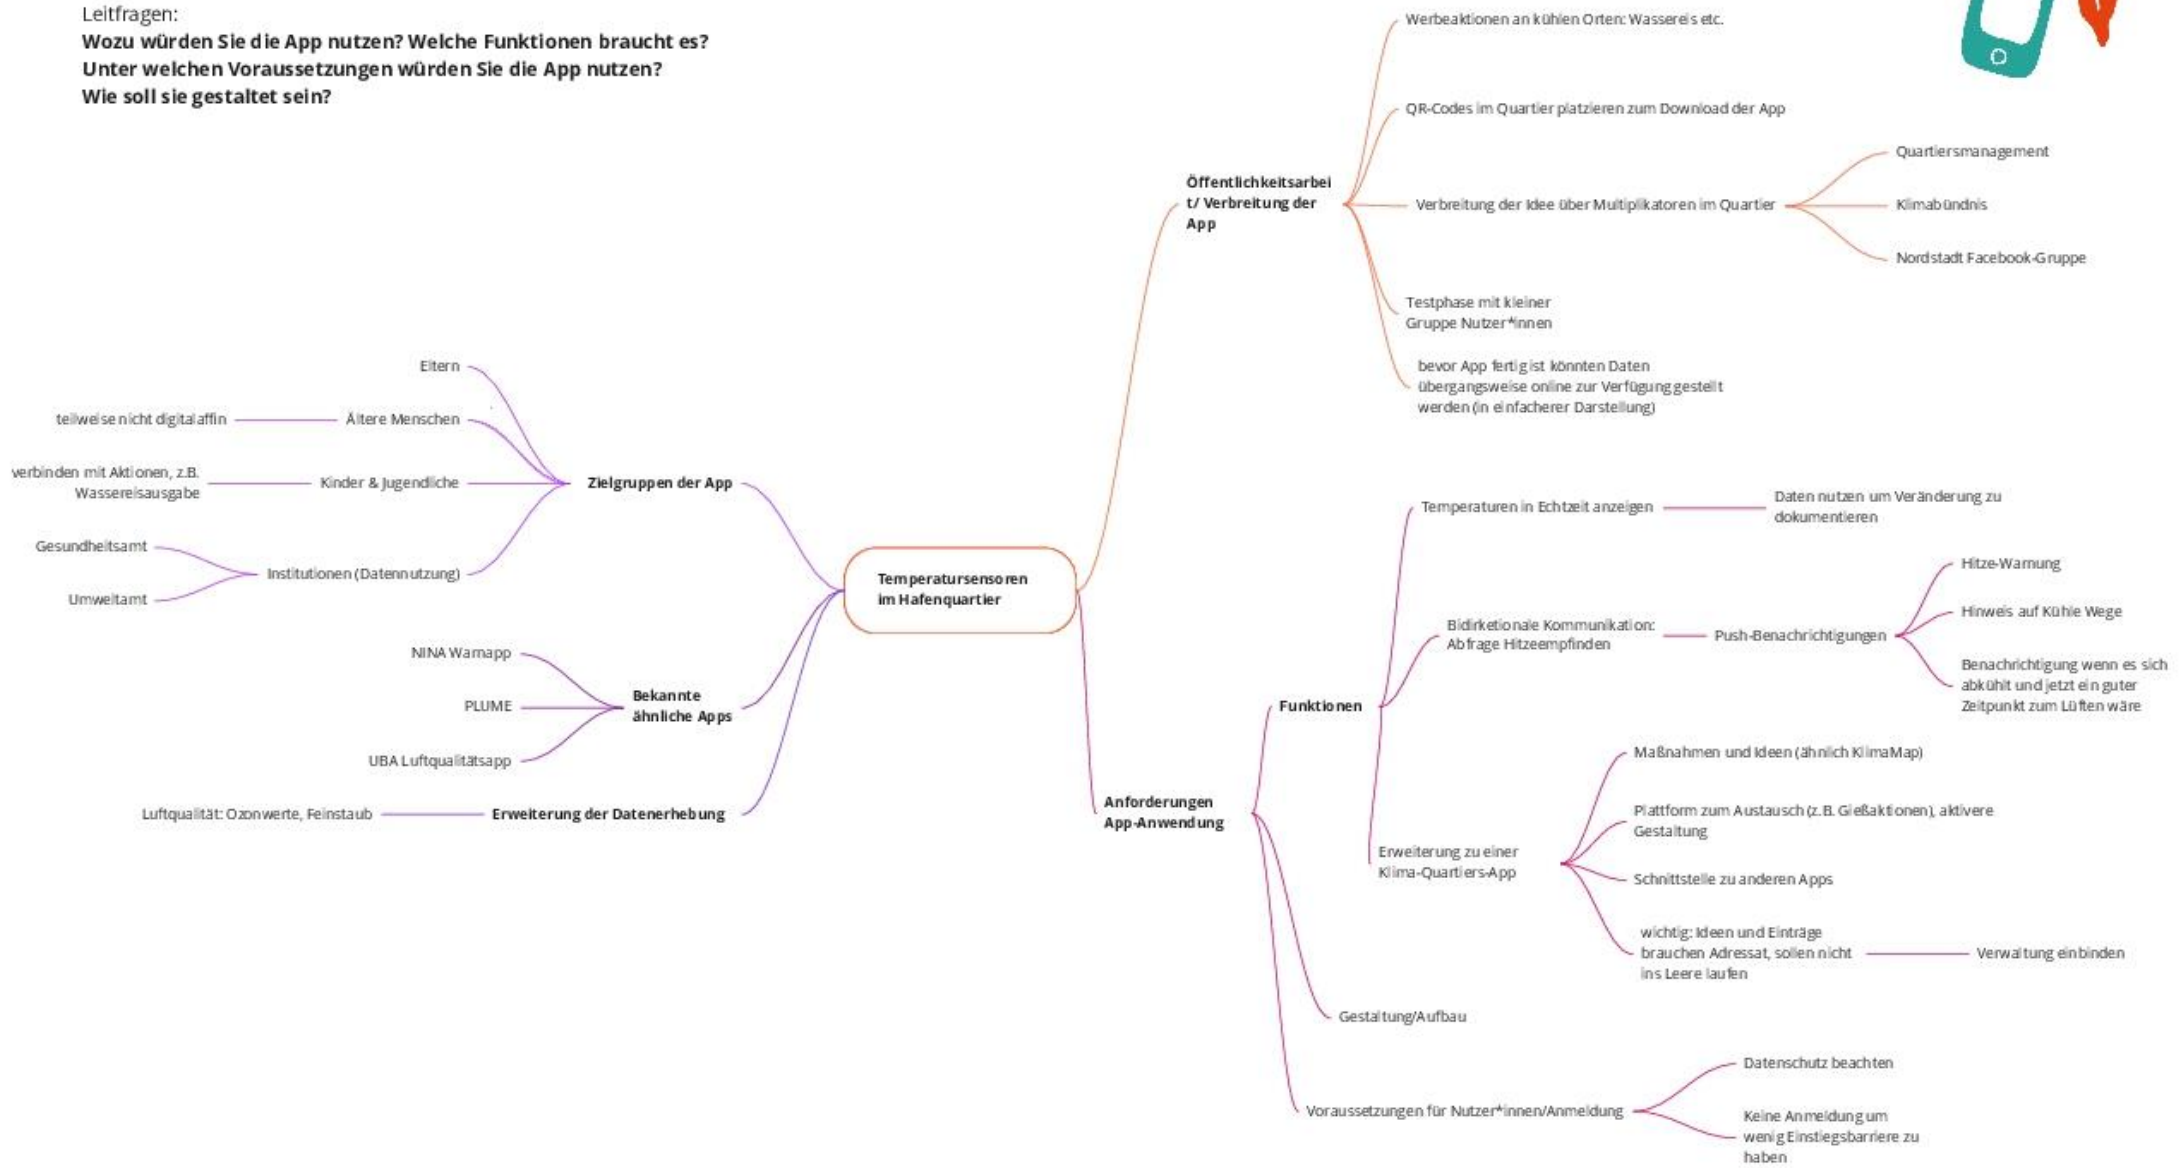 Leitfragen:
Wozu würden Sie die App nutzen? Welche Funktionen braucht es?
Unter welchen Voraussetzungen würden Sie die App nutzen?
Wie soll sie gestaltet sein?
Temperatursensoren
im Hafenquartier
Öffentlichkeitsarbei
t/ Verbreitung der
App
Werbeaktionen an kühlen Orten: Wassereis etc.
QR-Codes im Quartier platzieren zum Download der App
Verbreitung der Idee über Multiplikatoren im Quartier
Quartiersmanagement
Klimabündnis
Nordstadt Facebook-Gruppe
Testphase mit kleiner
Gruppe Nutzer*innen
bevor App fertig ist könnten Daten
übergangsweise online zur Verfügung gestellt
werden (in einfacherer Darstellung)
Zielgruppen der App
Eltern
Ältere Menschen
teilweise nicht digitalaffin
Kinder & Jugendliche
verbinden mit Aktionen, z.B.
Wassereisausgabe
Institutionen (Datennutzung)
Gesundheitsamt
Umweltamt
Bekannte
ähnliche Apps
NINA Warnapp
PLUME
UBA Luftqualitätsapp
Erweiterung der Datenerhebung
Luftqualität: Ozonwerte, Feinstaub
Anforderungen
App-Anwendung
Funktionen
Temperaturen in Echtzeit anzeigen
Daten nutzen um Veränderung zu
dokumentieren
Bidirketionale Kommunikation:
Abfrage Hitzeempfinden
Push-Benachrichtigungen
Hitze-Warnung
Hinweis auf Kühle Wege
Benachrichtigung wenn es sich
abkühlt und jetzt ein guter
Zeitpunkt zum Lüften wäre
Erweiterung zu einer
Klima-Quartiers-App
Maßnahmen und Ideen (ähnlich KlimaMap)
Plattform zum Austausch (z.B. Gießaktionen), aktivere
Gestaltung
Schnittstelle zu anderen Apps
wichtig: Ideen und Einträge
brauchen Adressat, sollen nicht
ins Leere laufen
Verwaltung einbinden
Gestaltung/Aufbau
Voraussetzungen für Nutzer*innen/Anmeldung
Datenschutz beachten
Keine Anmeldung um
wenig Einstiegsbarriere zu
haben